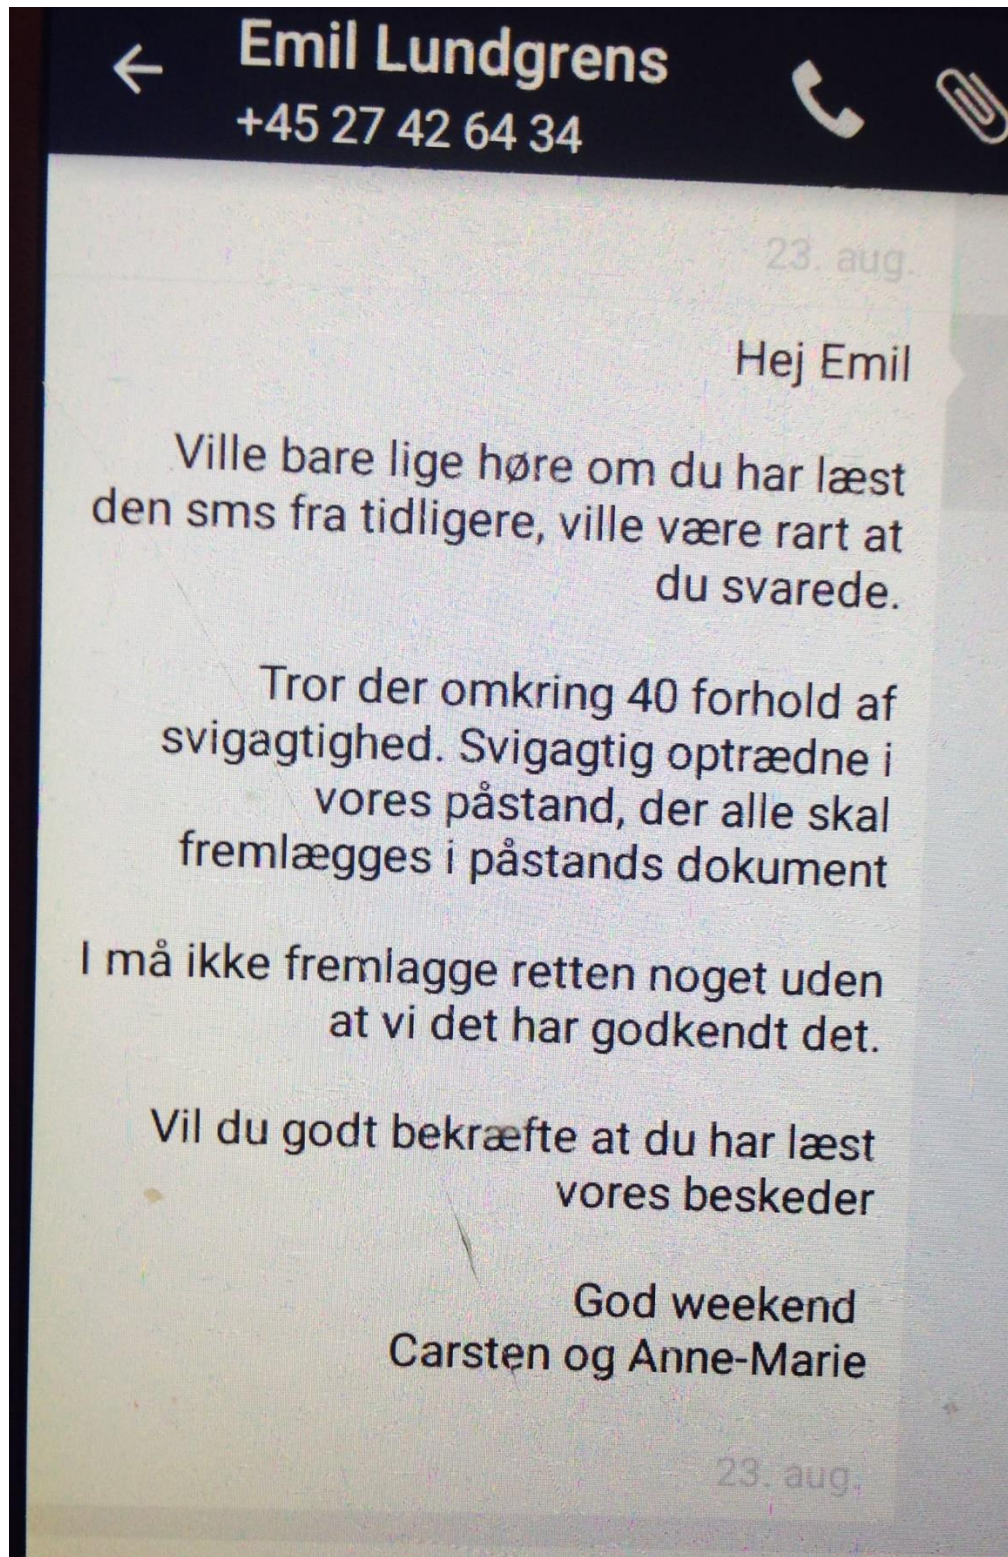 Emil Lundgrens
+45 27 42 64 34
23. aug.
Hej Emil
Ville bare lige høre om du har læst
den sms fra tidligere, ville være rart at
du svarede.
Tror der omkring 40 forhold af
svigagtighed. Svigagtig optrædne i
vores påstand, der alle skal
fremlægges i påstands dokument
I må ikke fremlagge retten noget uden
at vi det har godkendt det.
Vil du godt bekræfte at du har læst
vores beskeder
God weekend
Carsten og Anne-Marie
23. aug.